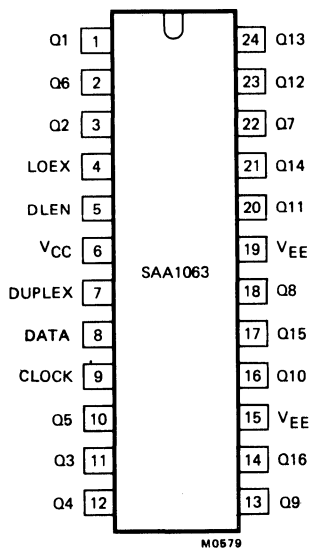 Q1 1 24 Q13
Q6 2 23 Q12
Q2 3 22 Q7
LOEX 4 21 Q14
DLEN 5 20 Q11
VCC 6 19 VEE
SAA1063
DUPLEX 7 18 Q8
DATA 8 17 Q15
CLOCK 9 16 Q10
Q5 10 15 VEE
Q3 11 14 Q16
Q4 12 13 Q9
M0579